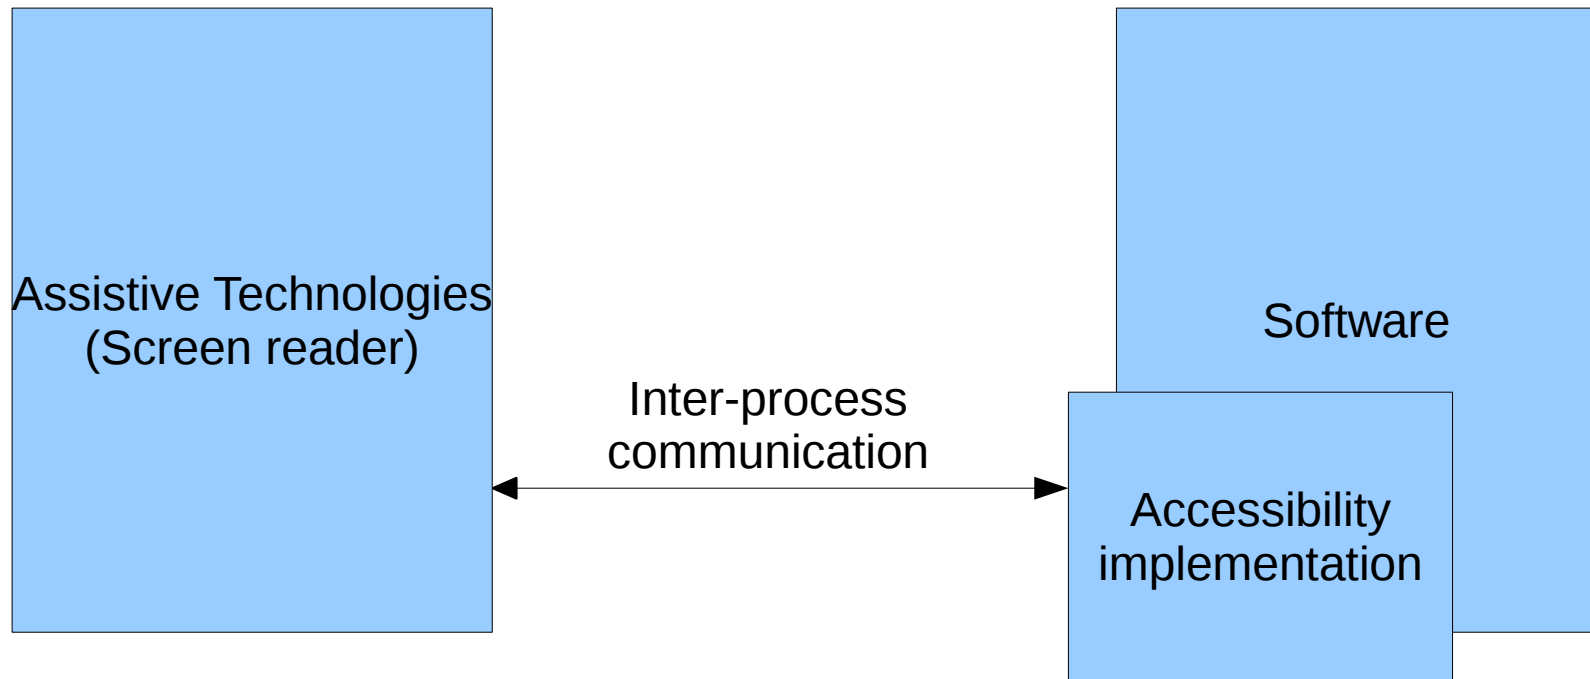 Assistive Technologies
(Screen reader)
Inter-process
communication
Software
Accessibility
implementation